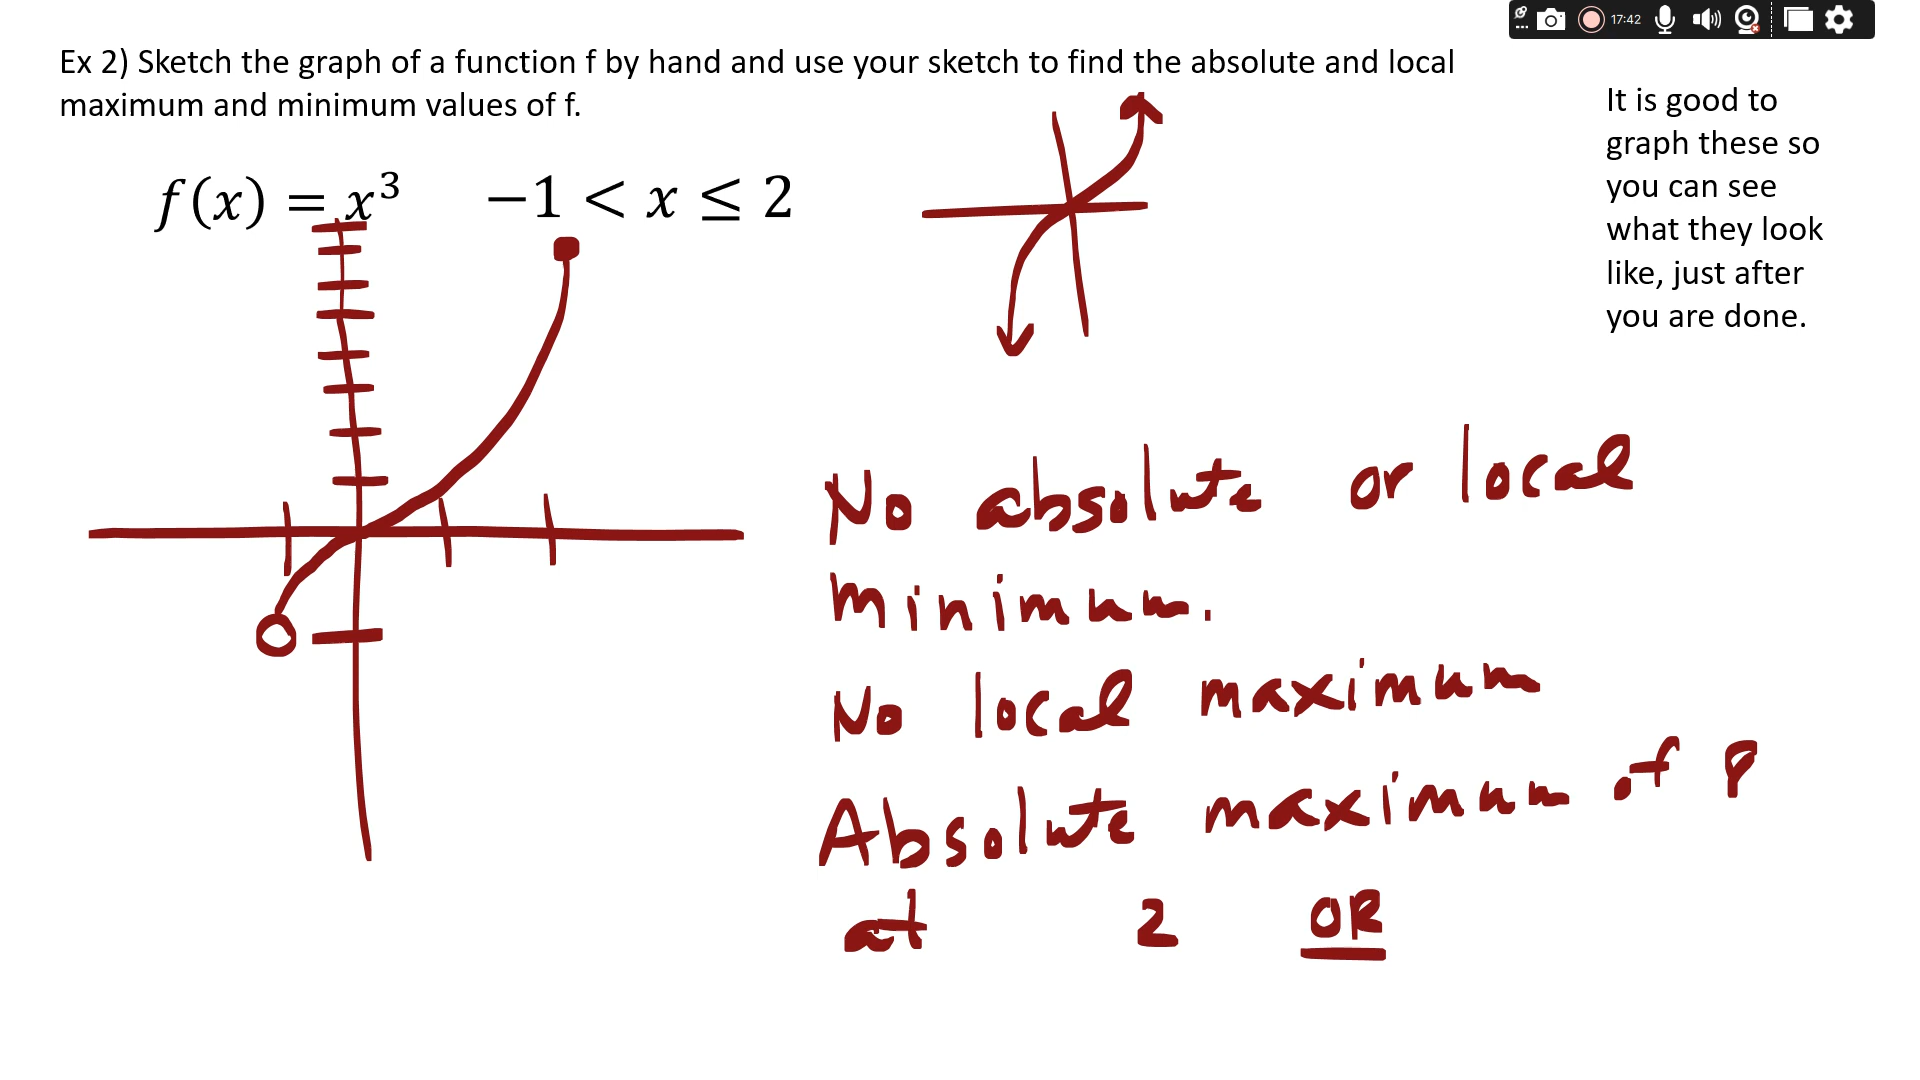 17:42
Ex 2) Sketch the graph of a function f by hand and use your sketch to find the absolute and local
maximum and minimum values of f.
f(x) = x³ −1 < x ≤ 2
It is good to
graph these so
you can see
what they look
like, just after
you are done.
No absolute or local
minimum.
No local maximum
Absolute maximum of 8
at 2 OR